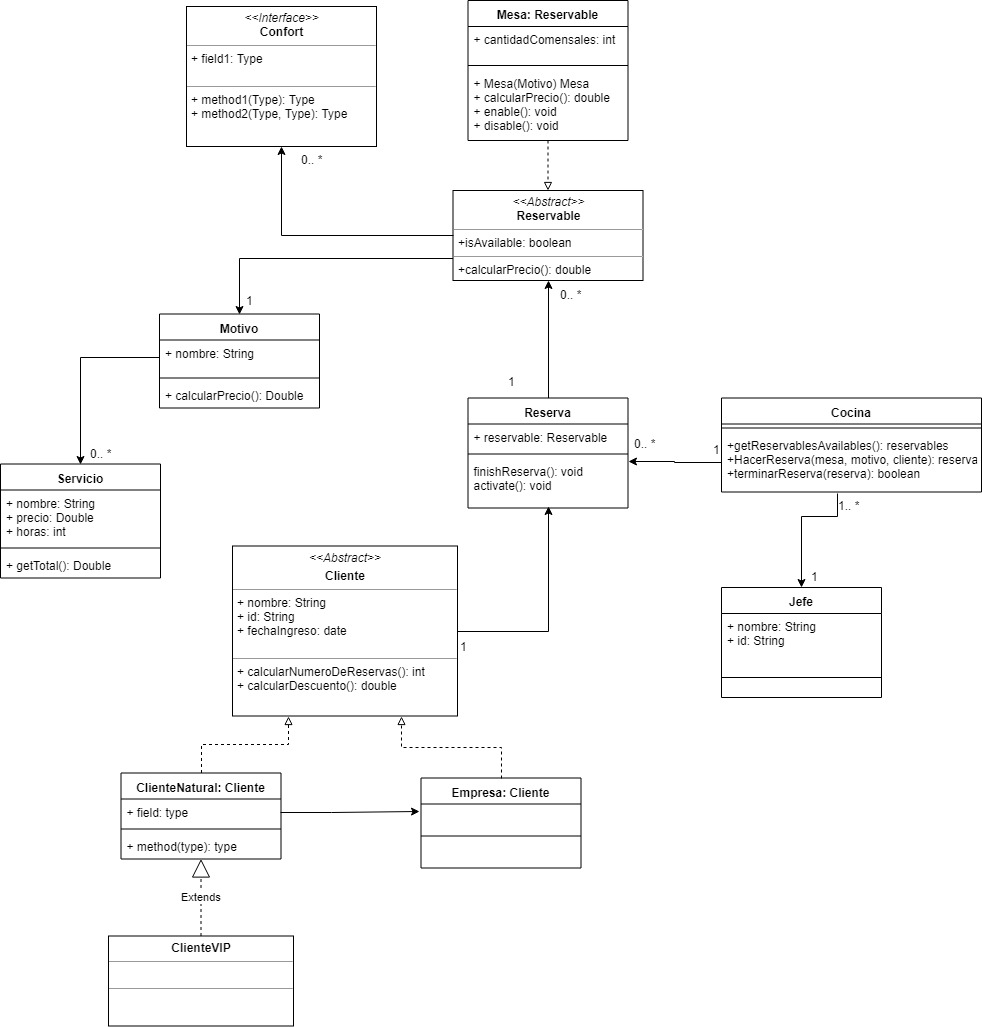 <<Interface>>
Confort
+ field1: Type
+ method1(Type): Type
+ method2(Type, Type): Type
Mesa: Reservable
+ cantidadComensales: int
+ Mesa(Motivo) Mesa
+ calcularPrecio(): double
+ enable(): void
+ disable(): void
0.. *
<<Abstract>>
Reservable
+isAvailable: boolean
+calcularPrecio(): double
1
0.. *
Motivo
+ nombre: String
+ calcularPrecio(): Double
1
0.. *
Servicio
+ nombre: String
+ precio: Double
+ horas: int
+ getTotal(): Double
Reserva
+ reservable: Reservable
finishReserva(): void
activate(): void
0.. *
1
Cocina
+getReservablesAvailables(): reservables
+HacerReserva(mesa, motivo, cliente): reserva
+terminarReserva(reserva): boolean
1.. *
1
Jefe
+ nombre: String
+ id: String
<<Abstract>>
Cliente
+ nombre: String
+ id: String
+ fechaIngreso: date
+ calcularNumeroDeReservas(): int
+ calcularDescuento(): double
1
ClienteNatural: Cliente
+ field: type
+ method(type): type
Empresa: Cliente
Extends
ClienteVIP